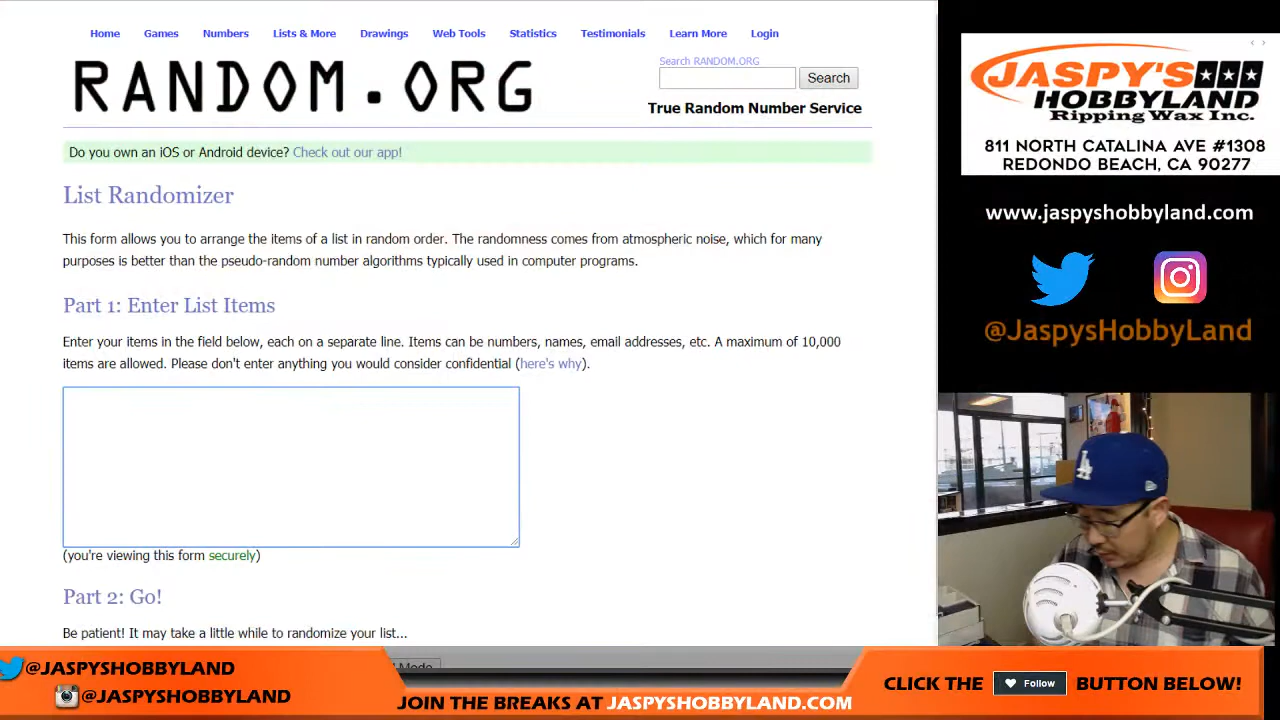 Home Games Numbers Lists & More Drawings Web Tools Statistics Testimonials Learn More Login
RANDOM.ORG
Search RANDOM.ORG
Search
True Random Number Service
Do you own an iOS or Android device? Check out our app!
List Randomizer
This form allows you to arrange the items of a list in random order. The randomness comes from atmospheric noise, which for many
purposes is better than the pseudo-random number algorithms typically used in computer programs.
Part 1: Enter List Items
Enter your items in the field below, each on a separate line. Items can be numbers, names, email addresses, etc. A maximum of 10,000
items are allowed. Please don't enter anything you would consider confidential (here's why).
(you're viewing this form securely)
Part 2: Go!
Be patient! It may take a little while to randomize your list...
JASPY'S
HOBBYLAND
Ripping Wax Inc.
811 NORTH CATALINA AVE #1308
REDONDO BEACH, CA 90277
www.jaspyshobbyland.com
@JaspysHobbyLand
LA
@JASPYSHOBBYLAND
@JASPYSHOBBYLAND
JOIN THE BREAKS AT JASPYSHOBBYLAND.COM
CLICK THE Follow BUTTON BELOW!